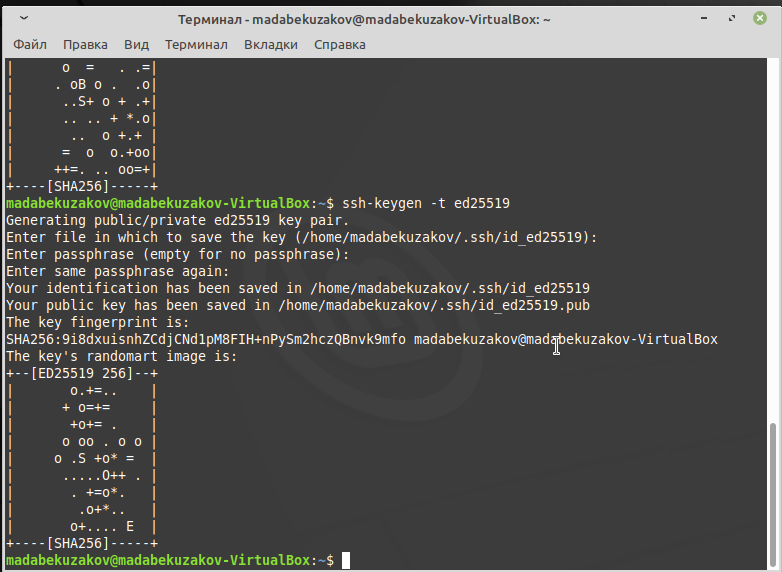 Терминал - madabekuzakov@madabekuzakov-VirtualBox: ~
Файл Правка Вид Терминал Вкладки Справка
|      o  =   . .=|
|     . oB o .  .o|
|      ..S+ o + .+|
|      .. .. + *.o|
|       ..  o +.+ |
|      =  o  o.+oo|
|     ++=. .. oo=+|
+----[SHA256]-----+
madabekuzakov@madabekuzakov-VirtualBox:~$ ssh-keygen -t ed25519
Generating public/private ed25519 key pair.
Enter file in which to save the key (/home/madabekuzakov/.ssh/id_ed25519):
Enter passphrase (empty for no passphrase):
Enter same passphrase again:
Your identification has been saved in /home/madabekuzakov/.ssh/id_ed25519
Your public key has been saved in /home/madabekuzakov/.ssh/id_ed25519.pub
The key fingerprint is:
SHA256:9i8dxuisnhZCdjCNd1pM8FIH+nPySm2hczQBnvk9mfo madabekuzakov@madabekuzakov-VirtualBox
The key's randomart image is:
+--[ED25519 256]--+
|       o.+=..    |
|      + o=+=     |
|       +o+= .    |
|      o oo . o o |
|     o .S +o* =  |
|      .....O++ . |
|       . +=o*.   |
|        .o+*..   |
|       o+.... E  |
+----[SHA256]-----+
madabekuzakov@madabekuzakov-VirtualBox:~$